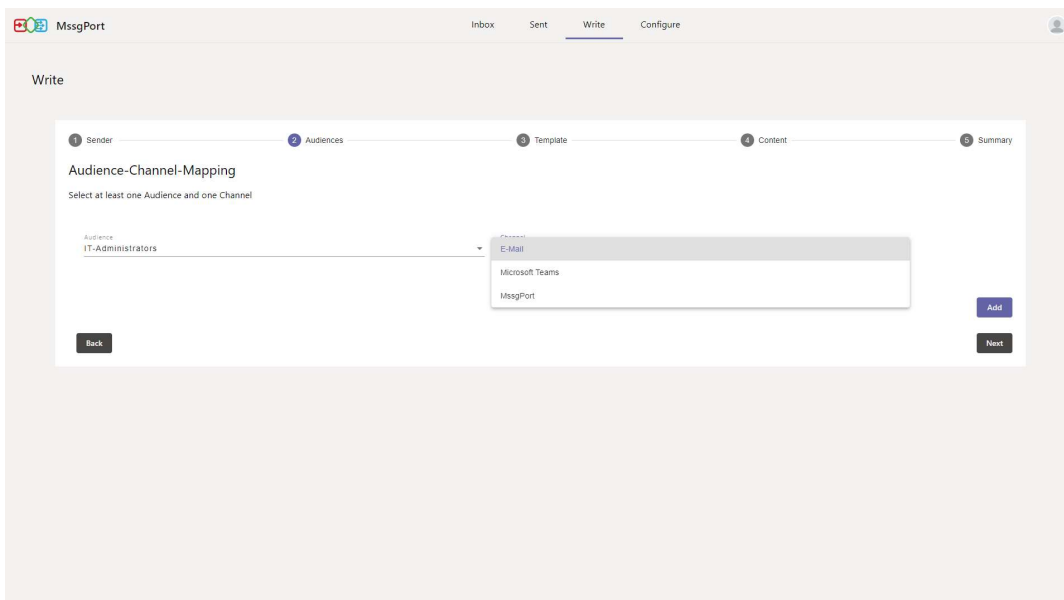 MssgPort Inbox Sent Write Configure
Write
1 Sender 2 Audiences 3 Template 4 Content 5 Summary
Audience-Channel-Mapping
Select at least one Audience and one Channel
Audience Channel
IT-Administrators E-Mail
Microsoft Teams
MssgPort
Add
Back Next